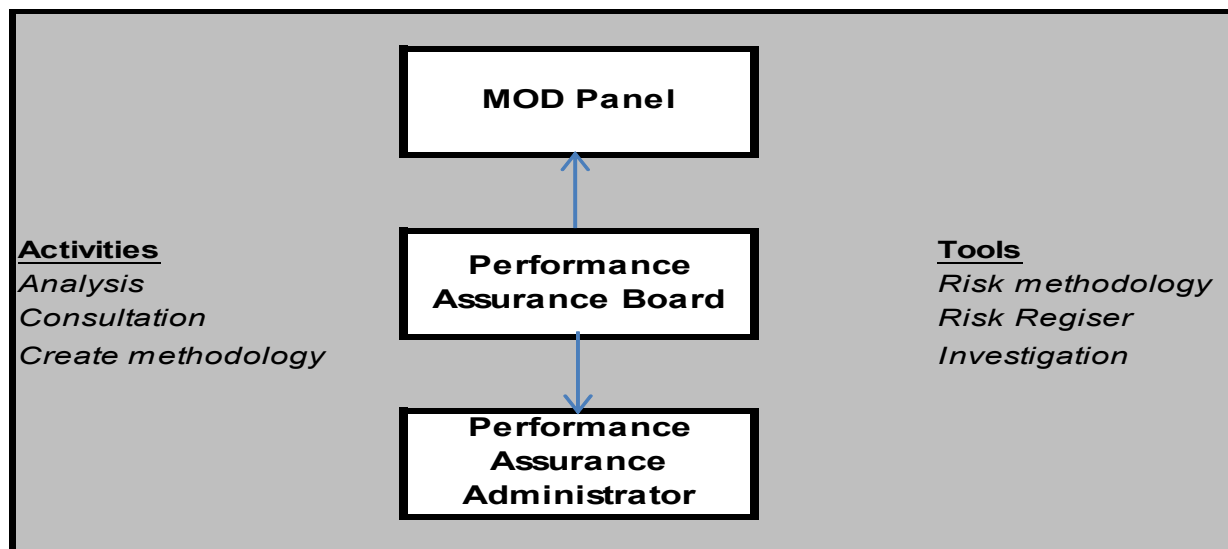 MOD Panel
Activities
Analysis
Consultation
Create methodology
Performance
Assurance Board
Tools
Risk methodology
Risk Regiser
Investigation
Performance
Assurance
Administrator